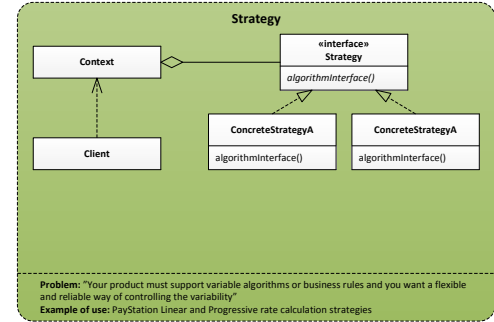 Strategy
«interface»
Strategy
algorithmInterface()
Context
ConcreteStrategyA
algorithmInterface()
ConcreteStrategyA
algorithmInterface()
Client
Problem: "Your product must support variable algorithms or business rules and you want a flexible
and reliable way of controlling the variability"
Example of use: PayStation Linear and Progressive rate calculation strategies